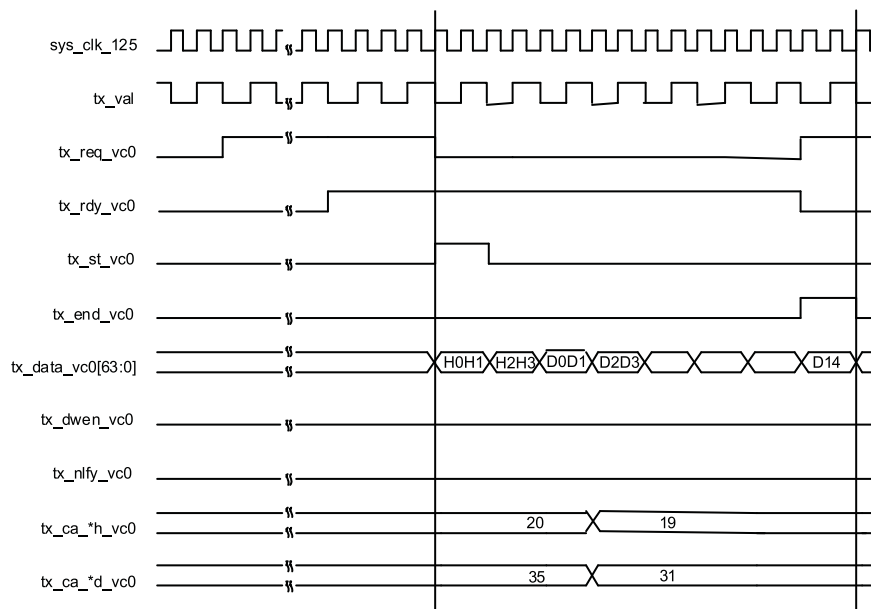 sys_clk_125
tx_val
tx_req_vc0
tx_rdy_vc0
tx_st_vc0
tx_end_vc0
tx_data_vc0[63:0] H0H1 H2H3 D0D1 D2D3 D14
tx_dwen_vc0
tx_nlfy_vc0
tx_ca_*h_vc0 20 19
tx_ca_*d_vc0 35 31